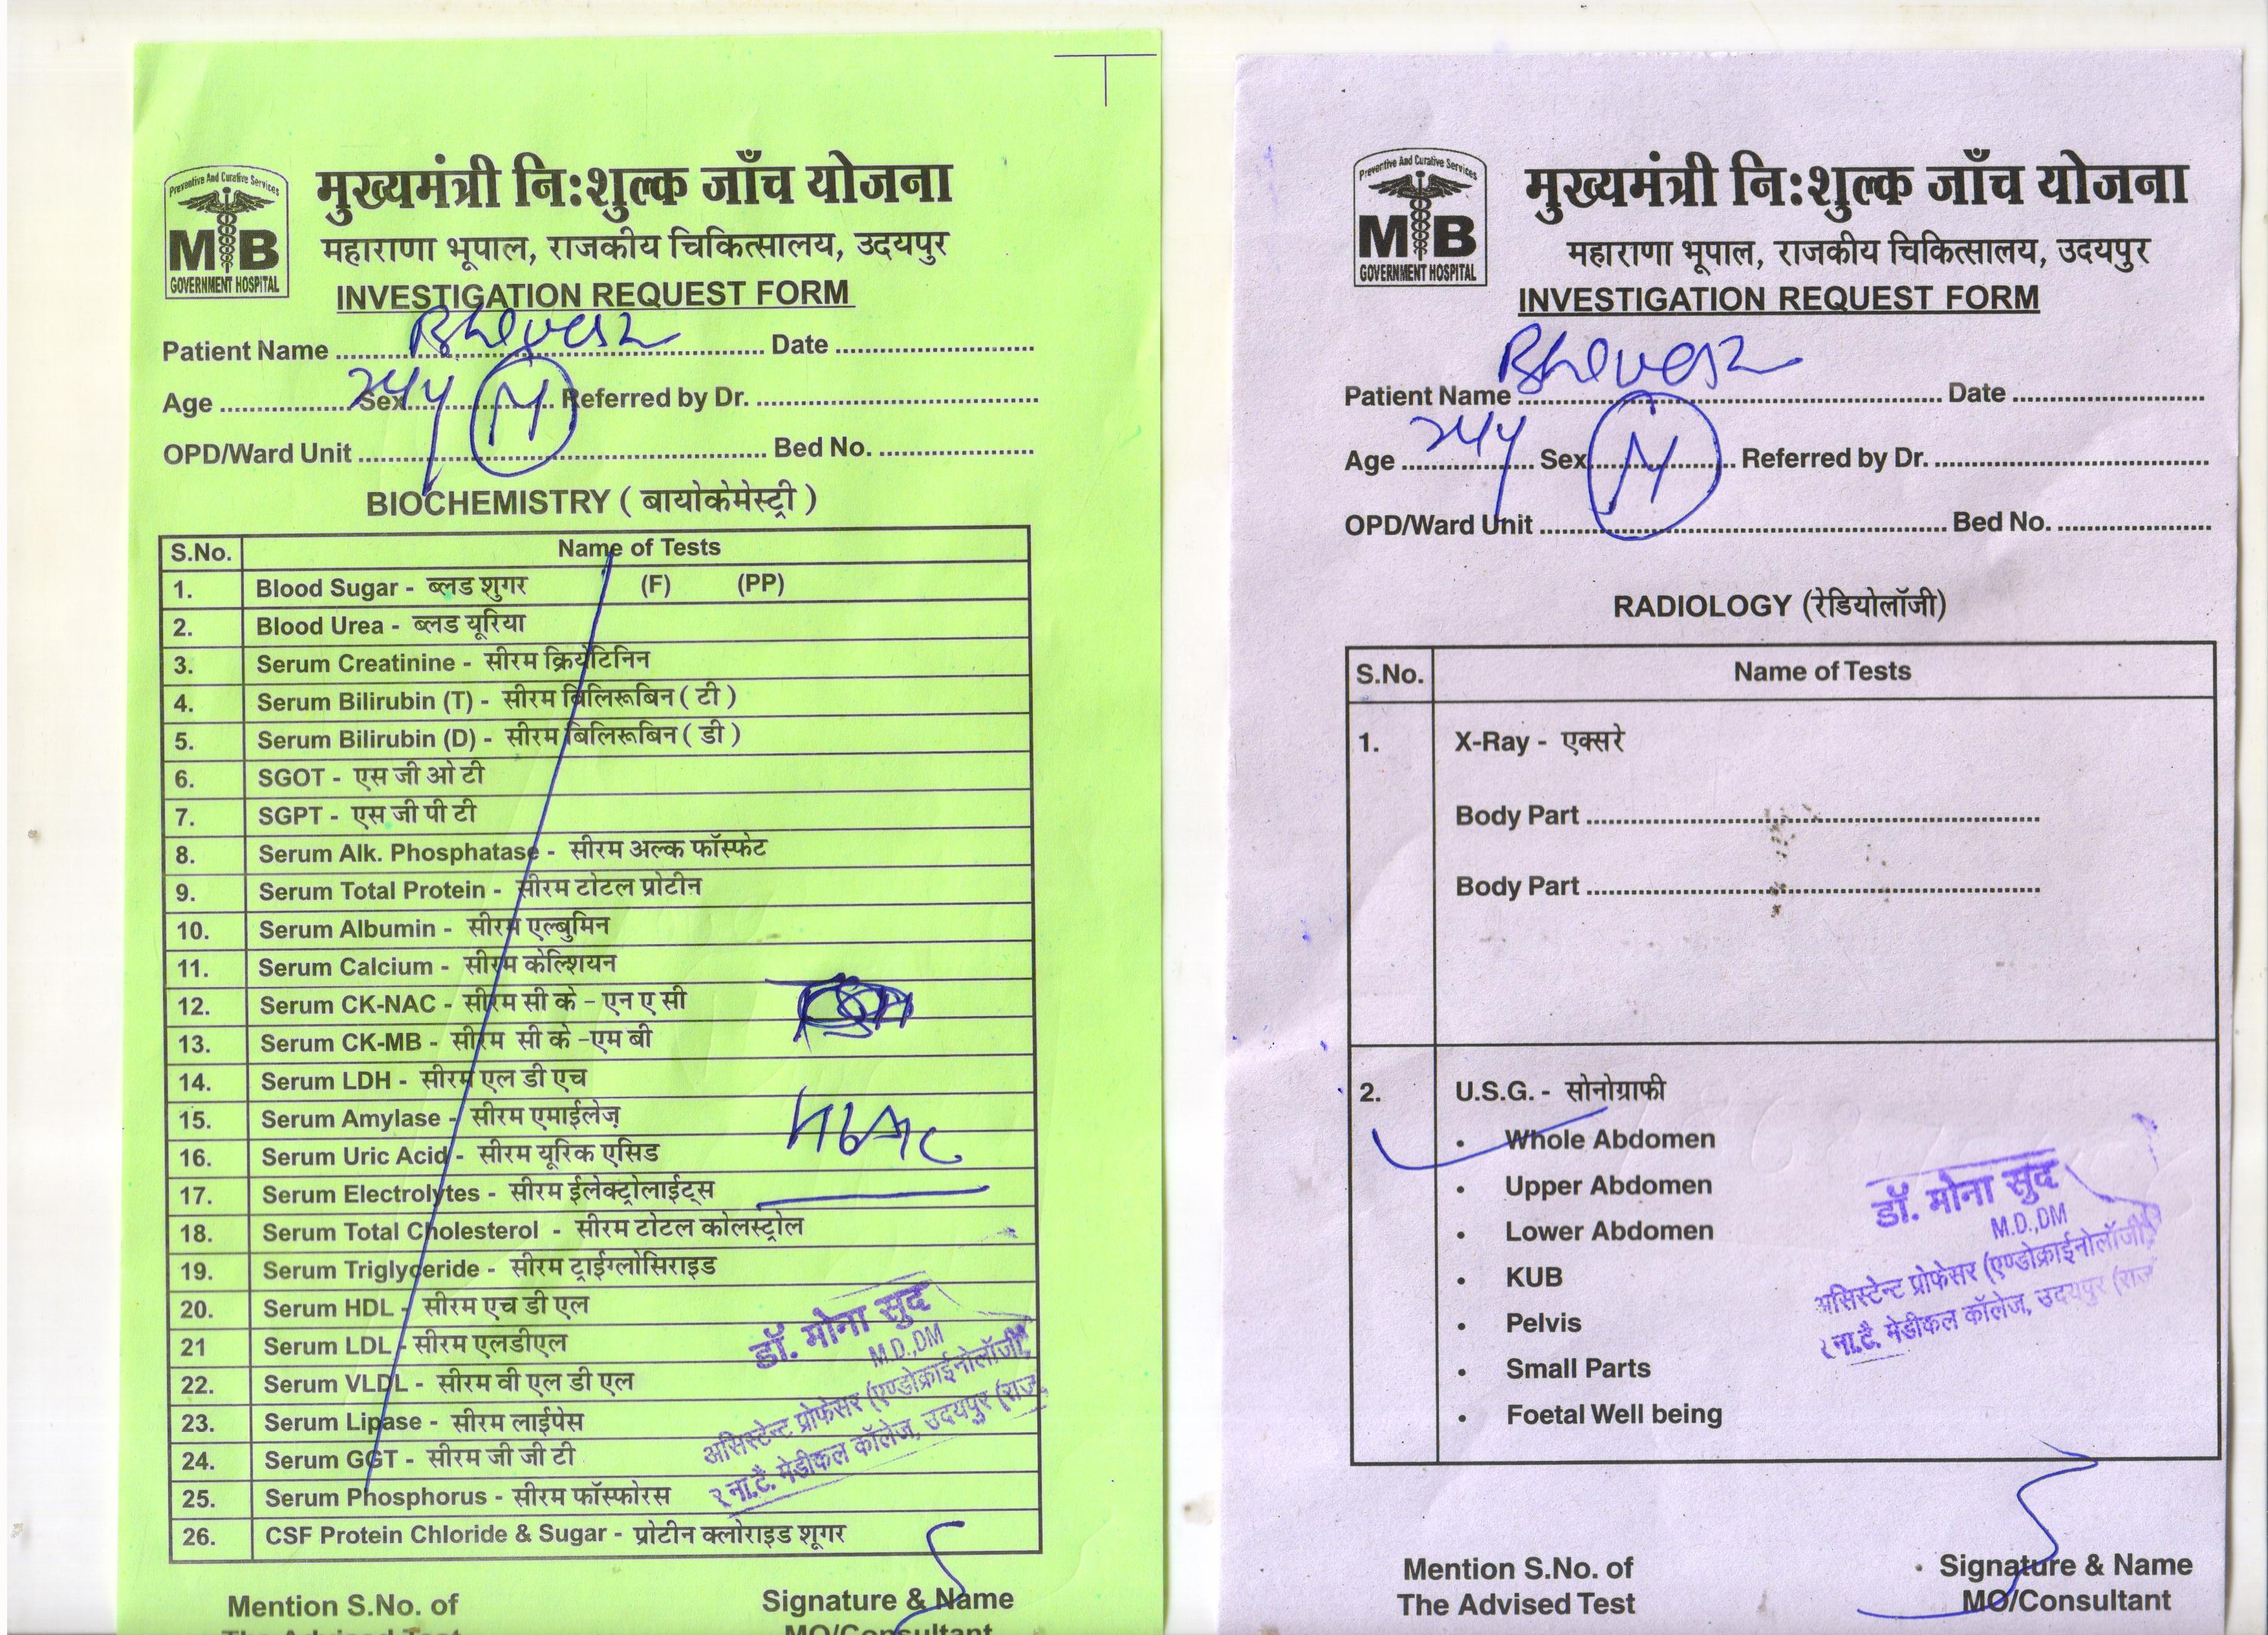 Preventive And Curative Services
MB
GOVERNMENT HOSPITAL
मुख्यमंत्री नि:शुल्क जाँच योजना
महाराणा भूपाल, राजकीय चिकित्सालय, उदयपुर
INVESTIGATION REQUEST FORM
Patient Name Bhavesh Date
Age 24y Sex M Referred by Dr.
OPD/Ward Unit Bed No.
BIOCHEMISTRY ( बायोकेमेस्ट्री )
S.No. Name of Tests
1. Blood Sugar - ब्लड शुगर (F) (PP)
2. Blood Urea - ब्लड यूरिया
3. Serum Creatinine - सीरम क्रियेटिनिन
4. Serum Bilirubin (T) - सीरम बिलिरूबिन ( टी )
5. Serum Bilirubin (D) - सीरम बिलिरूबिन ( डी )
6. SGOT - एस जी ओ टी
7. SGPT - एस जी पी टी
8. Serum Alk. Phosphatase - सीरम अल्क फॉस्फेट
9. Serum Total Protein - सीरम टोटल प्रोटीन
10. Serum Albumin - सीरम एल्बुमिन
11. Serum Calcium - सीरम केल्शियन
12. Serum CK-NAC - सीरम सी के - एन ए सी
13. Serum CK-MB - सीरम सी के -एम बी
14. Serum LDH - सीरम एल डी एच
15. Serum Amylase - सीरम एमाईलेज़
HbA1c
16. Serum Uric Acid - सीरम यूरिक एसिड
17. Serum Electrolytes - सीरम ईलेक्ट्रोलाईट्स
18. Serum Total Cholesterol - सीरम टोटल कोलस्ट्रोल
19. Serum Triglyceride - सीरम ट्राईग्लोसिराइड
20. Serum HDL - सीरम एच डी एल
21 Serum LDL - सीरम एलडीएल
22. Serum VLDL - सीरम वी एल डी एल
23. Serum Lipase - सीरम लाईपेस
24. Serum GGT - सीरम जी जी टी
25. Serum Phosphorus - सीरम फॉस्फोरस
26. CSF Protein Chloride & Sugar - प्रोटीन क्लोराइड शूगर
डॉ. मोना सुद
M.D.,DM
असिस्टेन्ट प्रोफेसर (एण्डोक्राईनोलॉजी)
र.ना.टै. मेडीकल कॉलेज, उदयपुर (राज.
Mention S.No. of
The Advised Test
Signature & Name
MO/Consultant
Preventive And Curative Services
MB
GOVERNMENT HOSPITAL
मुख्यमंत्री नि:शुल्क जाँच योजना
महाराणा भूपाल, राजकीय चिकित्सालय, उदयपुर
INVESTIGATION REQUEST FORM
Patient Name Bhavesh Date
Age 24y Sex M Referred by Dr.
OPD/Ward Unit Bed No.
RADIOLOGY (रेडियोलॉजी)
S.No. Name of Tests
1. X-Ray - एक्सरे
Body Part
Body Part
2. U.S.G. - सोनोग्राफी
• Whole Abdomen
• Upper Abdomen
• Lower Abdomen
• KUB
• Pelvis
• Small Parts
• Foetal Well being
डॉ. मोना सुद
M.D.,DM
असिस्टेन्ट प्रोफेसर (एण्डोक्राईनोलॉजी)
र.ना.टै. मेडीकल कॉलेज, उदयपुर (राज
Mention S.No. of
The Advised Test
Signature & Name
MO/Consultant